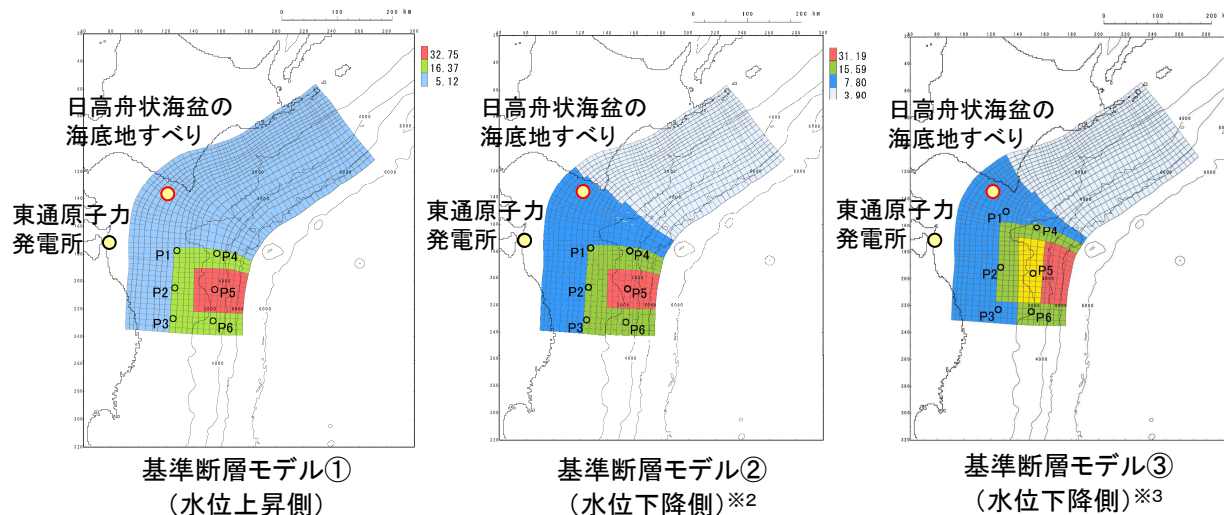 0 100 200 km
0 100 200 km
0 100 200
32.75
16.37
5.12
31.19
15.59
7.80
3.90
日高舟状海盆の
海底地すべり
東通原子力
発電所
P1
P4
P2
P5
P3
P6
日高舟状海盆の
海底地すべり
東通原子力
発電所
P1
P4
P2
P5
P3
P6
日高舟状海盆の
海底地すべり
東通原子力
発電所
P1
P4
P2
P5
P3
P6
基準断層モデル①
(水位上昇側)
基準断層モデル②
(水位下降側)※2
基準断層モデル③
(水位下降側)※3